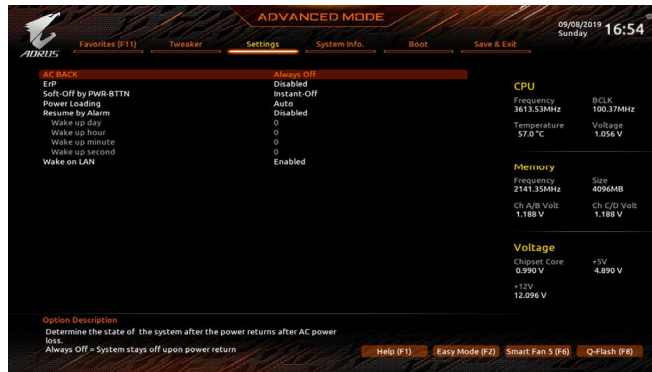 ADVANCED MODE
09/08/2019
Sunday
16:54
AORUS
Favorites (F11) Tweaker Settings System Info. Boot Save & Exit
AC BACK Always Off
ErP Disabled
Soft-Off by PWR-BTTN Instant-Off
Power Loading Auto
Resume by Alarm Disabled
Wake up day 0
Wake up hour 0
Wake up minute 0
Wake up second 0
Wake on LAN Enabled
CPU
Frequency BCLK
3613.53MHz 100.37MHz
Temperature Voltage
57.0 °C 1.056 V
Memory
Frequency Size
2141.35MHz 4096MB
Ch A/B Volt Ch C/D Volt
1.188 V 1.188 V
Voltage
Chipset Core +5V
0.990 V 4.890 V
+12V
12.096 V
Option Description
Determine the state of the system after the power returns after AC power
loss.
Always Off = System stays off upon power return
Help (F1) Easy Mode (F2) Smart Fan 5 (F6) Q-Flash (F8)